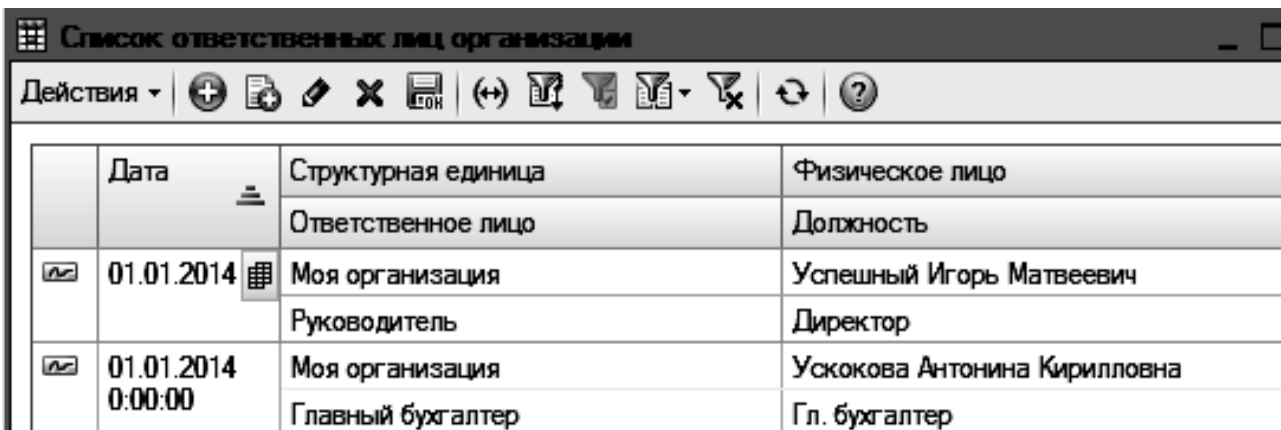 Список ответственных лиц организации
Действия
Дата Структурная единица Физическое лицо
Ответственное лицо Должность
01.01.2014 Моя организация Успешный Игорь Матвеевич
Руководитель Директор
01.01.2014 Моя организация Ускокова Антонина Кирилловна
0:00:00
Главный бухгалтер Гл. бухгалтер